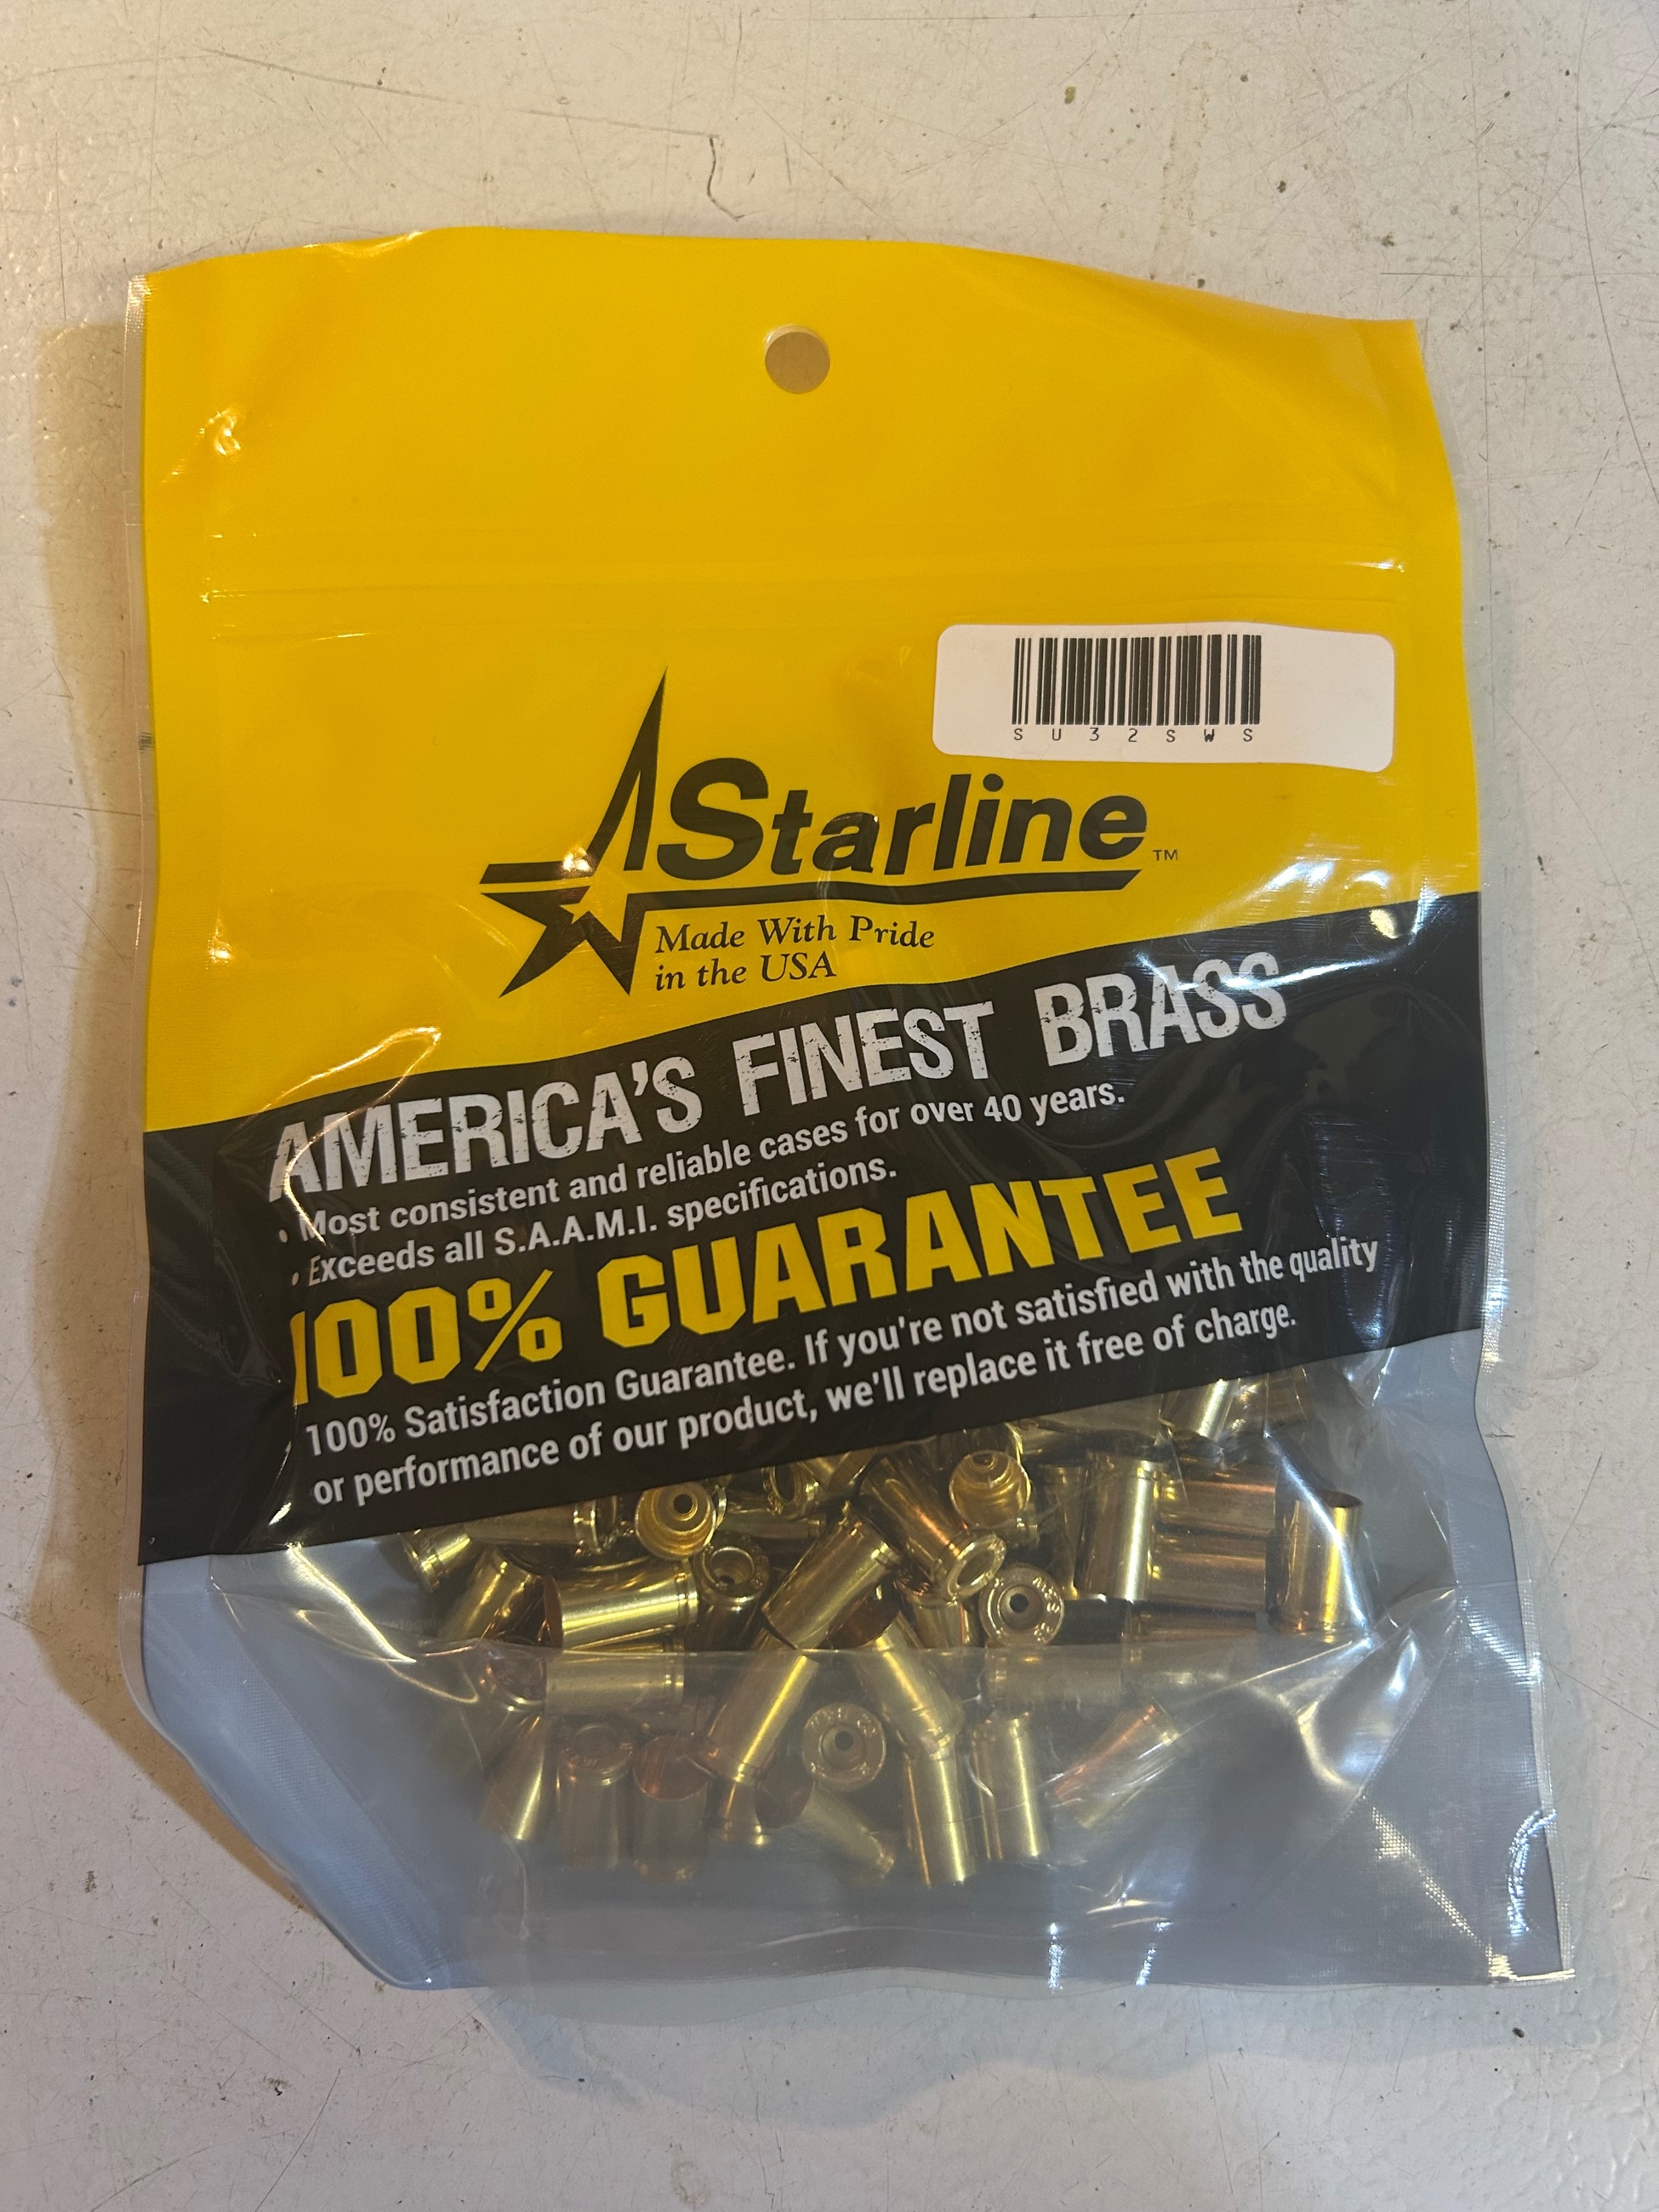 SU32SWS
Starline™
Made With Pride
in the USA
AMERICA'S FINEST BRASS
• Most consistent and reliable cases for over 40 years.
• Exceeds all S.A.A.M.I. specifications.
100% GUARANTEE
100% Satisfaction Guarantee. If you're not satisfied with the quality
or performance of our product, we'll replace it free of charge.